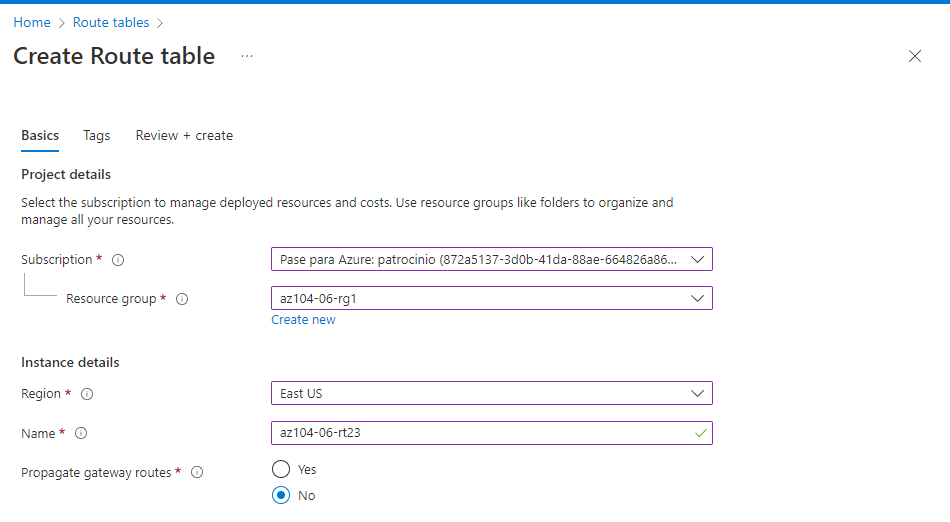 Home > Route tables >
Create Route table ...
Basics Tags Review + create
Project details
Select the subscription to manage deployed resources and costs. Use resource groups like folders to organize and
manage all your resources.
Subscription * Pase para Azure: patrocinio (872a5137-3d0b-41da-88ae-664826a86...
Resource group * az104-06-rg1
Create new
Instance details
Region * East US
Name * az104-06-rt23
Propagate gateway routes * Yes
No